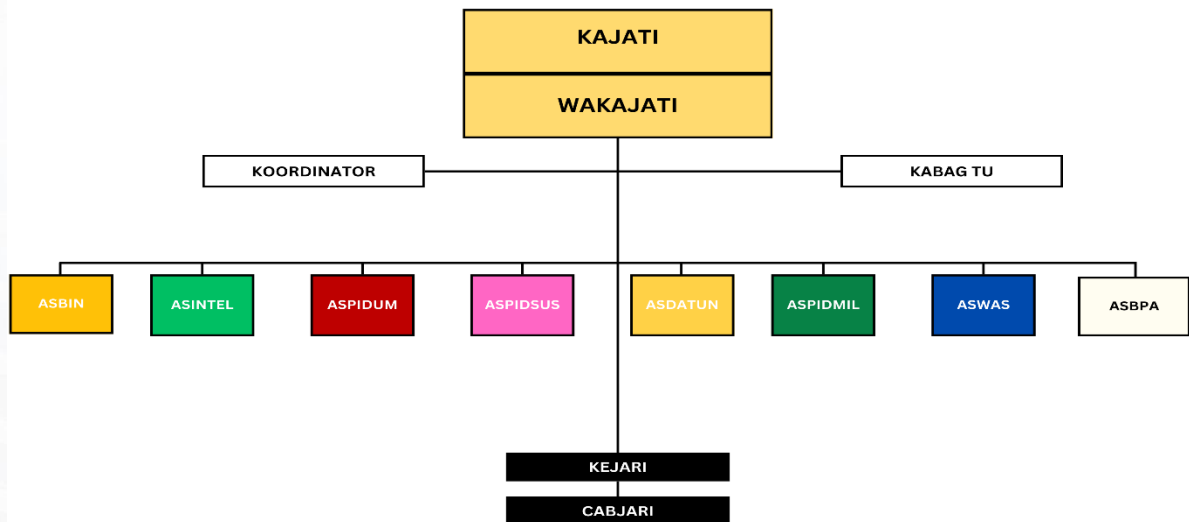 KAJATI
WAKAJATI
KOORDINATOR
KABAG TU
ASBIN
ASINTEL
ASPIDUM
ASPIDSUS
ASDATUN
ASPIDMIL
ASWAS
ASBPA
KEJARI
CABJARI